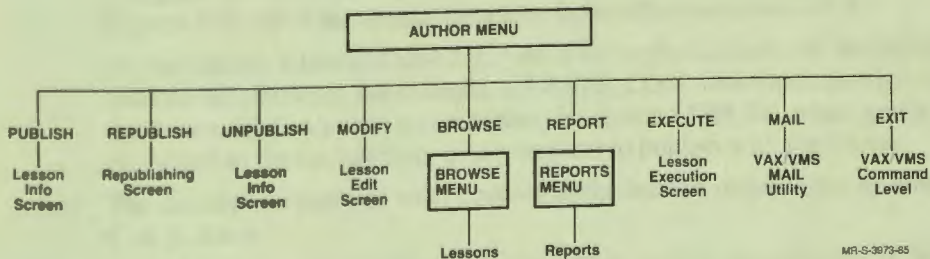 AUTHOR MENU
PUBLISH REPUBLISH UNPUBLISH MODIFY BROWSE REPORT EXECUTE MAIL EXIT
Lesson
Info
Screen
Republishing
Screen
Lesson
Info
Screen
Lesson
Edit
Screen
BROWSE
MENU
REPORTS
MENU
Lesson
Execution
Screen
VAX/VMS
MAIL
Utility
VAX/VMS
Command
Level
Lessons
Reports
MR-S-3973-85